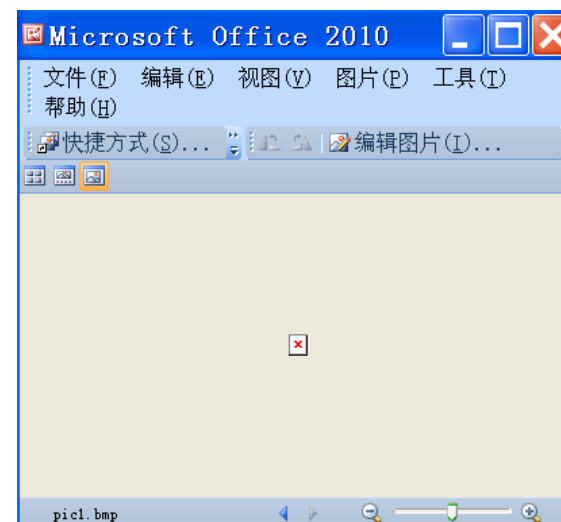 Microsoft Office 2010
文件(F) 编辑(E) 视图(V) 图片(P) 工具(T)
帮助(H)
快捷方式(S)... 编辑图片(I)...
pic1.bmp